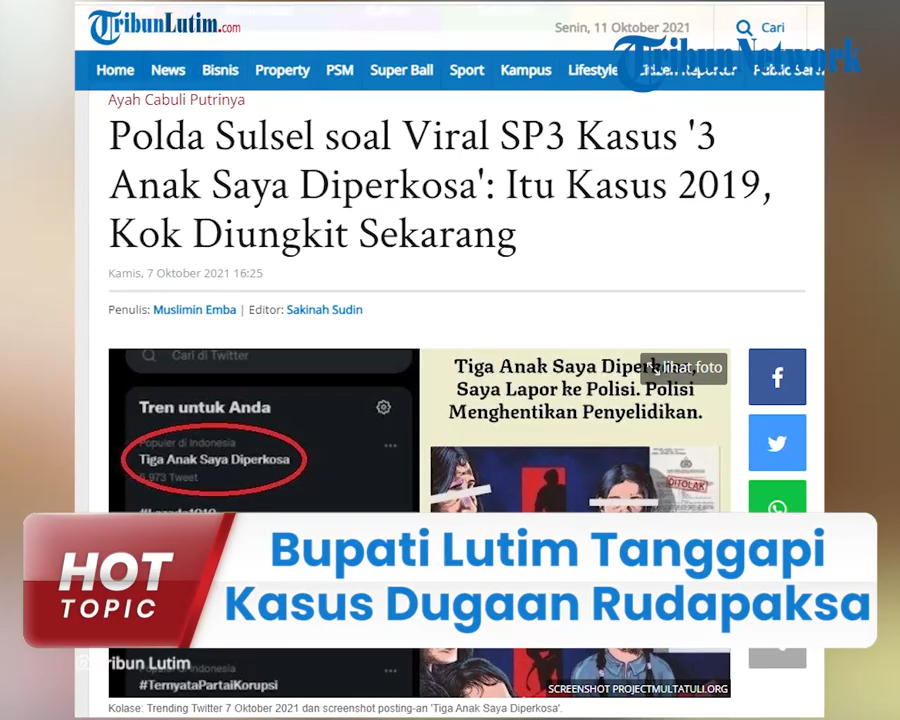 TribunLutim.com
Senin, 11 Oktober 2021
Cari
TribunNetwork
Home News Bisnis Property PSM Super Ball Sport Kampus Lifestyle Citizen Reporter Public Serv
Ayah Cabuli Putrinya
Polda Sulsel soal Viral SP3 Kasus '3
Anak Saya Diperkosa': Itu Kasus 2019,
Kok Diungkit Sekarang
Kamis, 7 Oktober 2021 16:25
Penulis: Muslimin Emba | Editor: Sakinah Sudin
Cari di Twitter
Tren untuk Anda
Populer di Indonesia
Tiga Anak Saya Diperkosa
6.973 Tweet
Tiga Anak Saya Diperkosa,
Saya Lapor ke Polisi. Polisi
Menghentikan Penyelidikan.
lihat foto
DITOLAK
HOT
TOPIC
Bupati Lutim Tanggapi
Kasus Dugaan Rudapaksa
Tribun Lutim
#TernyataPartaiKorupsi
SCREENSHOT PROJECTMULTATULI.ORG
Kolase: Trending Twitter 7 Oktober 2021 dan screenshot posting-an 'Tiga Anak Saya Diperkosa'.